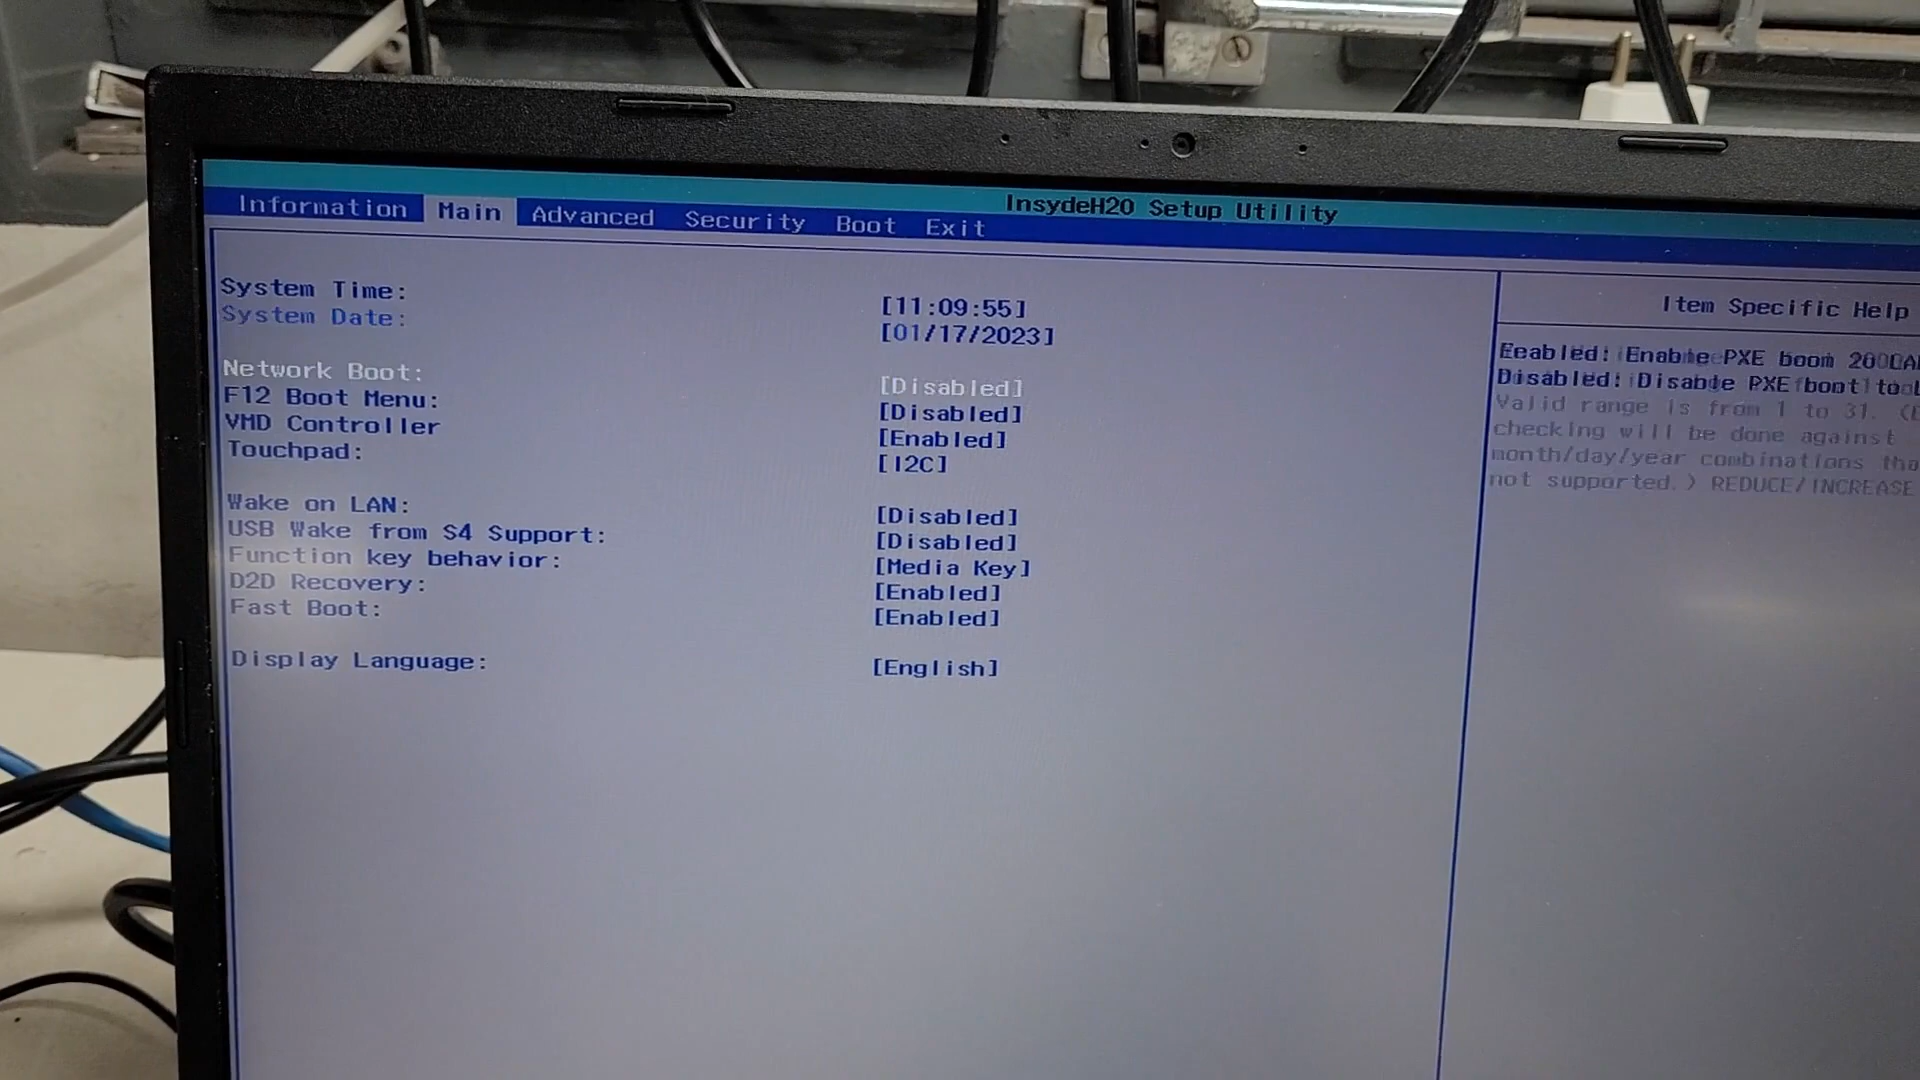 InsydeH20 Setup Utility
Information Main Advanced Security Boot Exit
System Time: [11:09:55]
System Date: [01/17/2023]
Network Boot: [Disabled]
F12 Boot Menu: [Disabled]
VMD Controller [Enabled]
Touchpad: [I2C]
Wake on LAN: [Disabled]
USB Wake from S4 Support: [Disabled]
Function key behavior: [Media Key]
D2D Recovery: [Enabled]
Fast Boot: [Enabled]
Display Language: [English]
Item Specific Help
PXE
PXE
Valid range is from 1 to 31.
checking will be done against
month/day/year combinations
not supported.) REDUCE/INCREASE